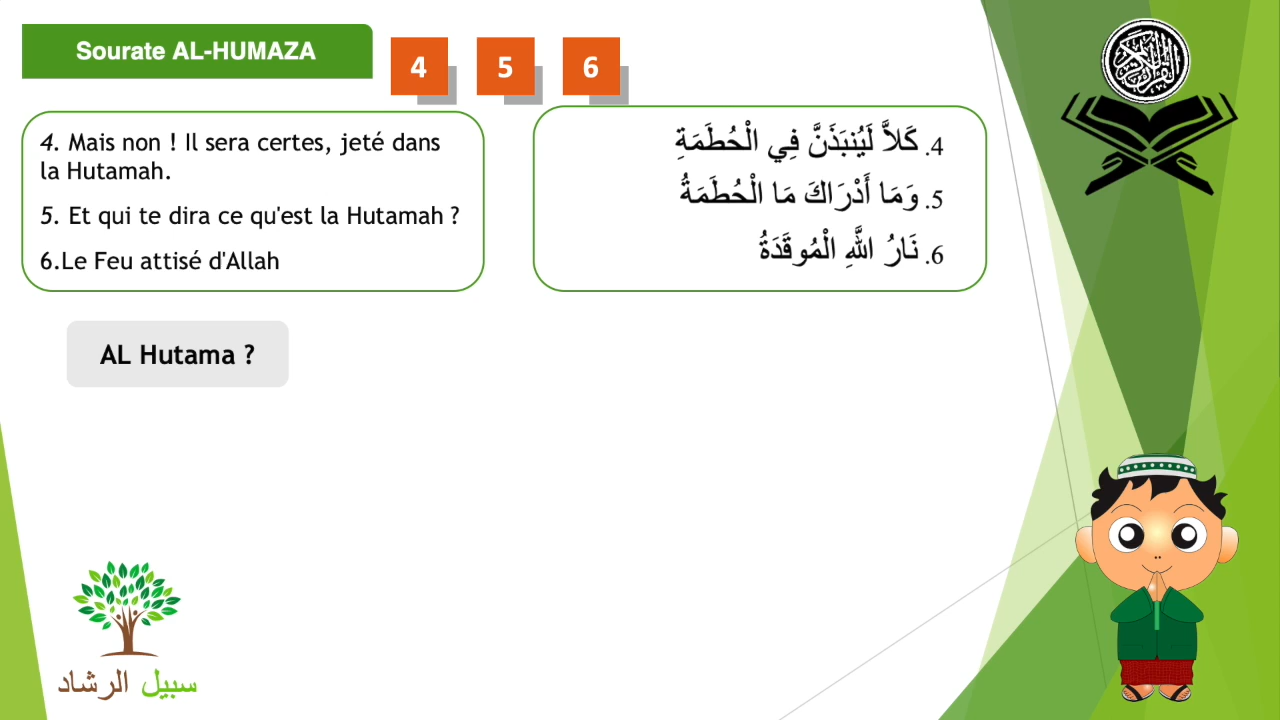 Sourate AL-HUMAZA
4 5 6
4. Mais non ! Il sera certes, jeté dans
la Hutamah.
5. Et qui te dira ce qu'est la Hutamah ?
6.Le Feu attisé d'Allah
4. كَلاَّ لَيُنبَذَنَّ فِي الْحُطَمَةِ
5. وَمَا أَدْرَاكَ مَا الْحُطَمَةُ
6. نَارُ اللَّهِ الْمُوقَدَةُ
AL Hutama ?
القرآن الكريم
سبيل الرشاد